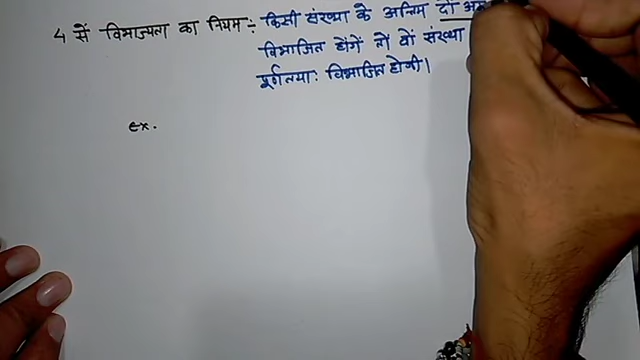 4 सें विभाज्यता का नियम :- किसी संख्या के अन्तिम दो
विभाजित होंगें तों वों संख्या
पूर्णतयाः विभाजित होगी।
ex.